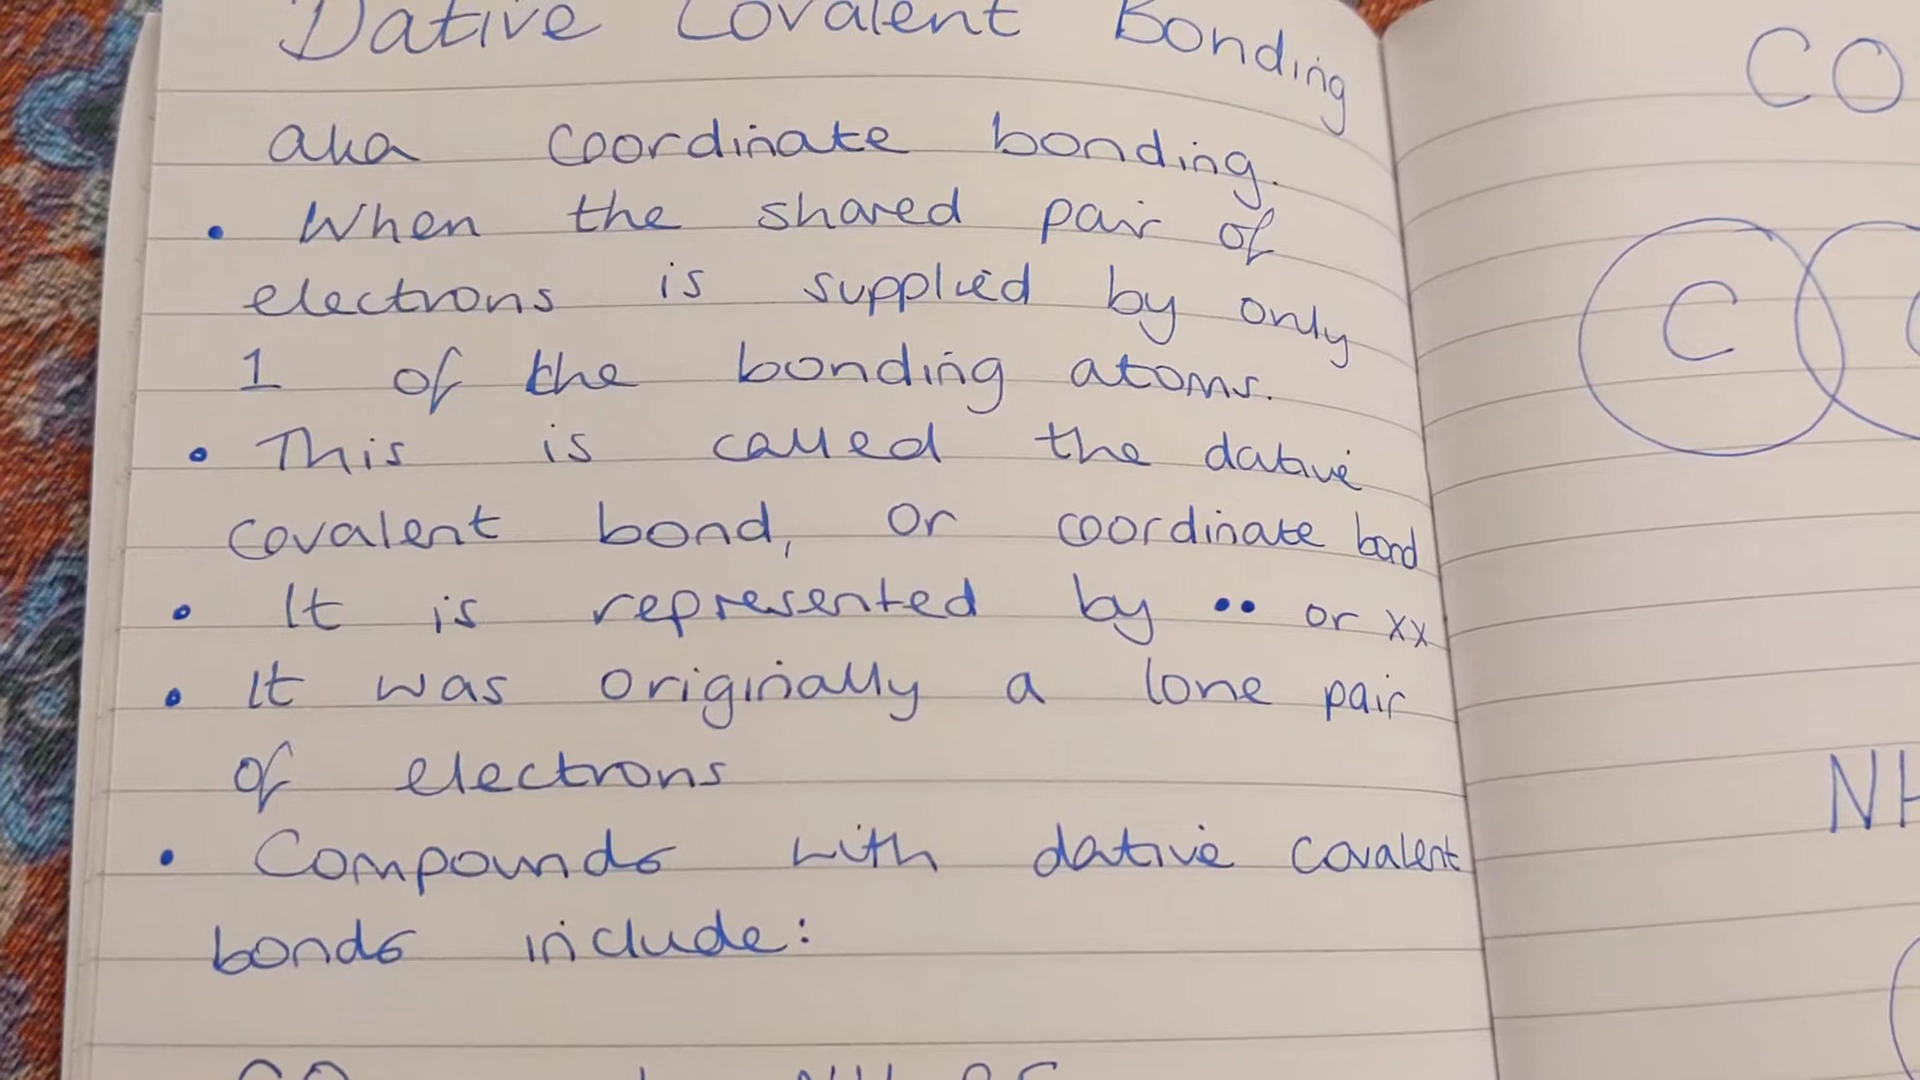 Dative Covalent Bonding
aka coordinate bonding.
• When the shared pair of
electrons is supplied by only
1 of the bonding atoms.
• This is called the dative
covalent bond, or coordinate bond
• It is represented by •• or xx
• It was originally a lone pair
of electrons
• Compounds with dative covalent
bonds include:
CO
C
NH